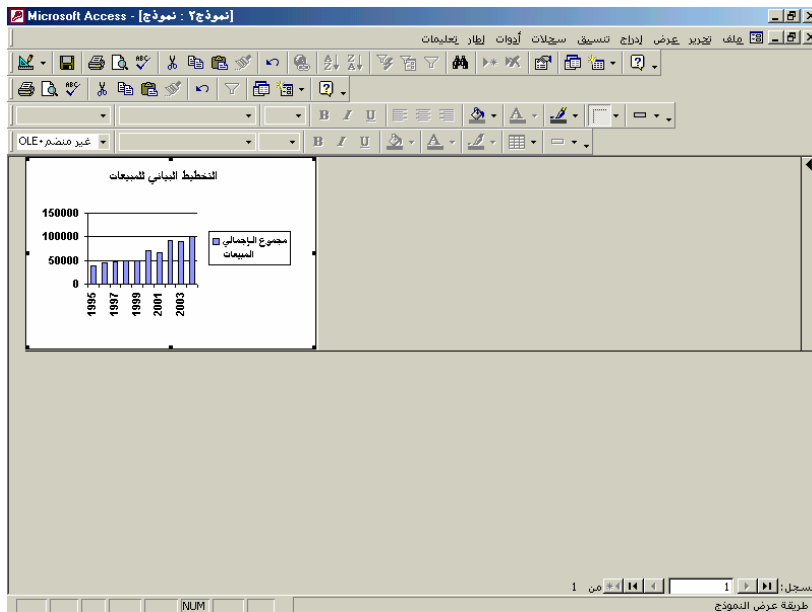 Microsoft Access - [نموذج٢ : نموذج]
ملف تحرير عرض إدراج تنسيق سجلات أدوات إطار تعليمات
B I U
غير منضم OLE
B I U
التخطيط البياني للمبيعات
150000
100000
50000
0
1995 1997 1999 2001 2003
مجموع الإجمالي
المبيعات
سجل: 1 من 1
طريقة عرض النموذج
NUM